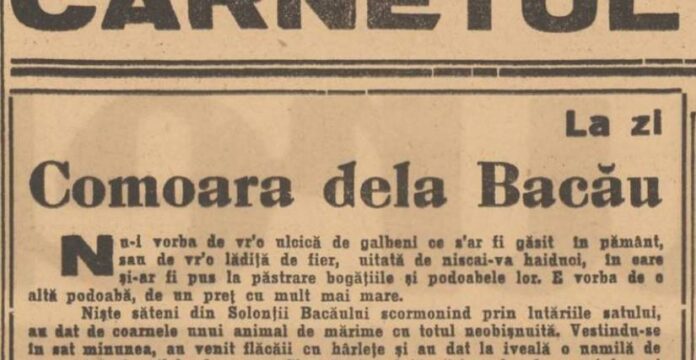 CARNETUL
La zi
Comoara dela Bacău
Nu-i vorba de vr'o ulcică de galbeni ce s'ar fi găsit în pământ,
sau de vr'o lădiță de fier, uitată de niscai-va haiduci, în care
și-ar fi pus la păstrare bogățiile și podoabele lor. E vorba de o
altă podoabă, de un preț cu mult mai mare.
Niște săteni din Solonții Bacăului scormonind prin lutăriile satului,
au dat de coarnele unui animal de mărime cu totul neobișnuită. Vestindu-se
în sat minunea, au venit flăcăii cu hârlețe și au dat la iveală o namilă de